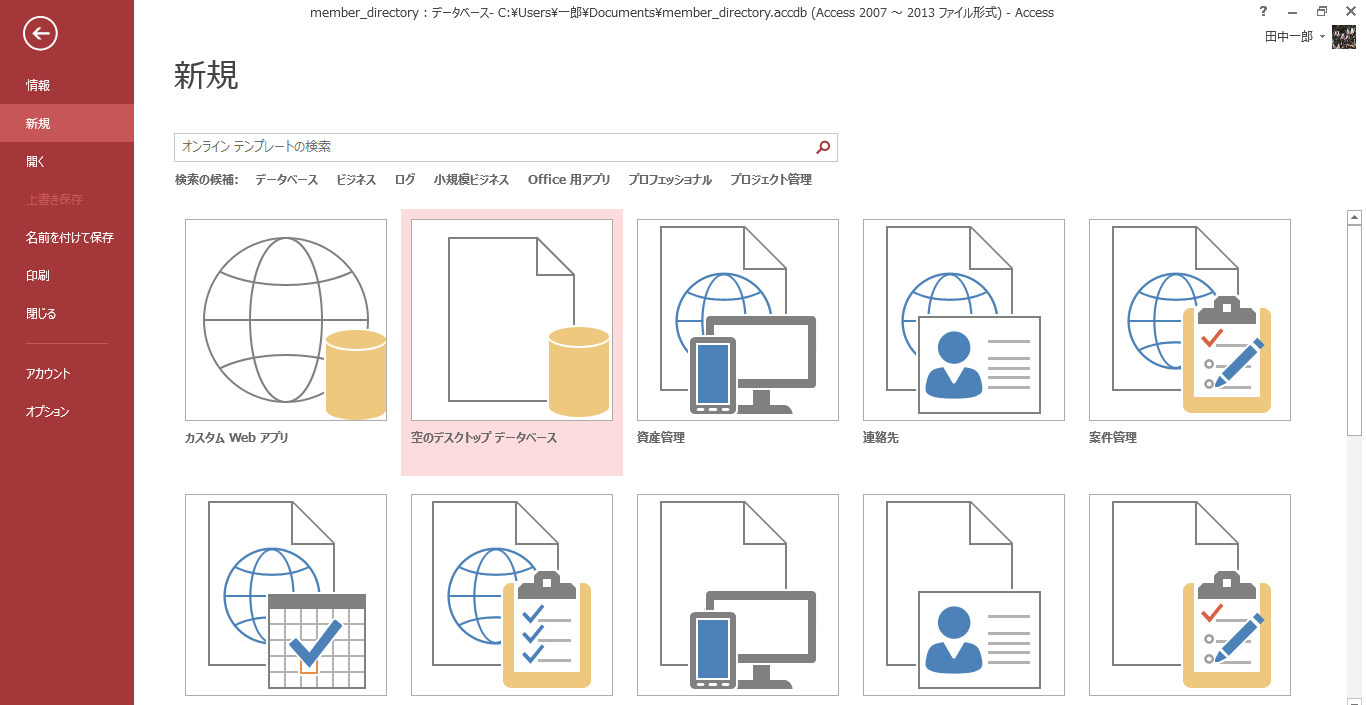 member_directory : データベース- C:¥Users¥一郎¥Documents¥member_directory.accdb (Access 2007 ～ 2013 ファイル形式) - Access
?
田中一郎
情報
新規
開く
上書き保存
名前を付けて保存
印刷
閉じる
アカウント
オプション
新規
オンライン テンプレートの検索
検索の候補: データベース ビジネス ログ 小規模ビジネス Office 用アプリ プロフェッショナル プロジェクト管理
カスタム Web アプリ
空のデスクトップ データベース
資産管理
連絡先
案件管理